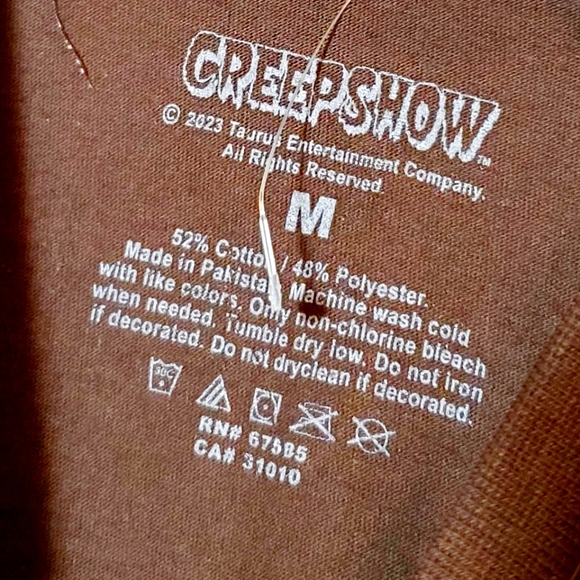 CREEPSHOW™
© 2023 Taurus Entertainment Company.
All Rights Reserved.
M
52% Cotton / 48% Polyester.
Made in Pakistan. Machine wash cold
with like colors. Only non-chlorine bleach
when needed. Tumble dry low. Do not iron
if decorated. Do not dryclean if decorated.
30C
RN# 67585
CA# 31010